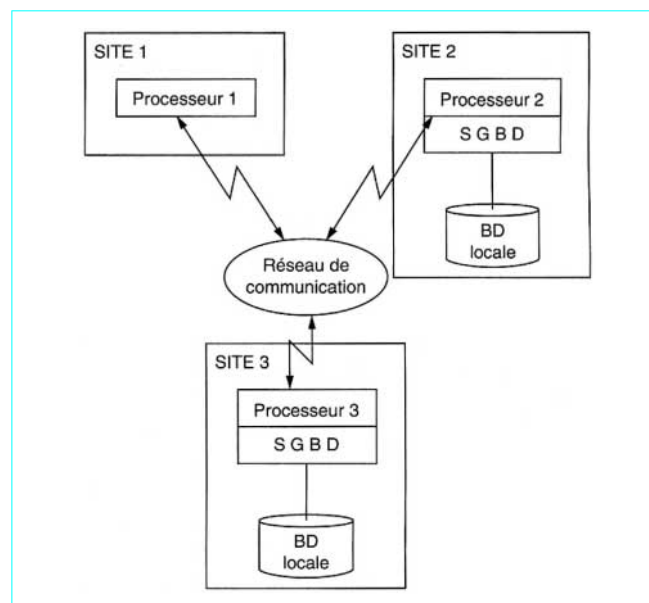 SITE 1
Processeur 1
SITE 2
Processeur 2
S G B D
BD
locale
Réseau de
communication
SITE 3
Processeur 3
S G B D
BD
locale